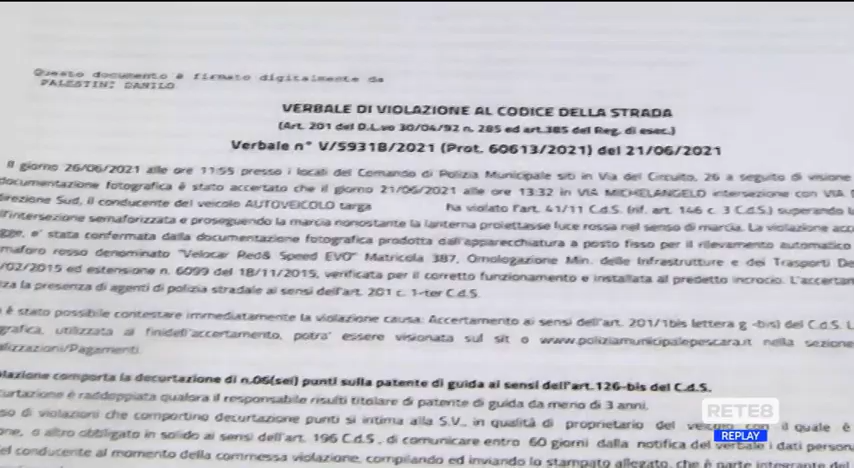 Questo documento è firmato digitalmente da
PALESTINI DANILO
VERBALE DI VIOLAZIONE AL CODICE DELLA STRADA
(Art. 201 del D.L.vo 30/04/92 n. 285 ed art.385 del Reg. di esec.)
Verbale n° V/5931B/2021 (Prot. 60613/2021) del 21/06/2021
Il giorno 26/06/2021 alle ore 11:55 presso i locali del Comando di Polizia Municipale siti in Via del Circuito, 26 a seguito di visione
documentazione fotografica è stato accertato che il giorno 21/06/2021 alle ore 13:32 in VIA MICHELANGELO intersezione con VIA
direzione Sud, il conducente del veicolo AUTOVEICOLO targa ha violato l'art. 41/11 C.d.S. (rif. art. 146 c. 3 C.d.S.) superando
l'intersezione semaforizzata e proseguendo la marcia nonostante la lanterna proiettasse luce rossa nel senso di marcia. La violazione
gge, e' stata confermata dalla documentazione fotografica prodotta dall'apparecchiatura a posto fisso per il rilevamento automatico
maforo rosso denominato "Velocar Red& Speed EVO" Matricola 387, Omologazione Min. delle Infrastrutture e dei Trasporti
/02/2015 ed estensione n. 6099 del 18/11/2015, verificata per il corretto funzionamento e installata al predetto incrocio. L'accertam
za la presenza di agenti di polizia stradale ai sensi dell'art. 201 c. 1-ter C.d.S.
è stato possibile contestare immediatamente la violazione causa: Accertamento ai sensi dell'art. 201/1bis lettera g -bis) del C.d.S. L
grafica, utilizzata ai finidell'accertamento, potra' essere visionata sul sit o www.poliziamunicipalepescara.it nella sezione
alizzazioni/Pagamenti.
olazione comporta la decurtazione di n.06(sei) punti sulla patente di guida ai sensi dell'art.126-bis del C.d.S.
curtazione è raddoppiata qualora il responsabile risulti titolare di patente di guida da meno di 3 anni.
so di violazioni che comportino decurtazione punti si intima alla S.V., in qualità di proprietario del veicolo con il quale è
one, o altro obbligato in solido ai sensi dell'art. 196 C.d.S., di comunicare entro 60 giorni dalla notifica del verbale i dati persona
del conducente al momento della commessa violazione, compilando ed inviando lo stampato allegato, che è parte integrante del
RETE8
REPLAY